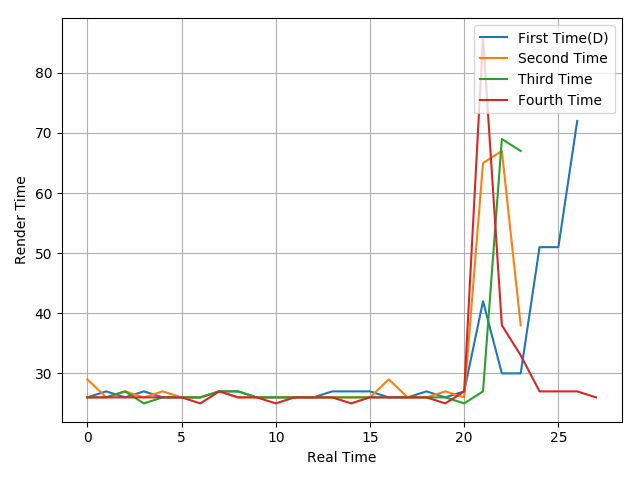 First Time(D)
Second Time
Third Time
Fourth Time
80
70
60
50
40
30
Render Time
0 5 10 15 20 25
Real Time